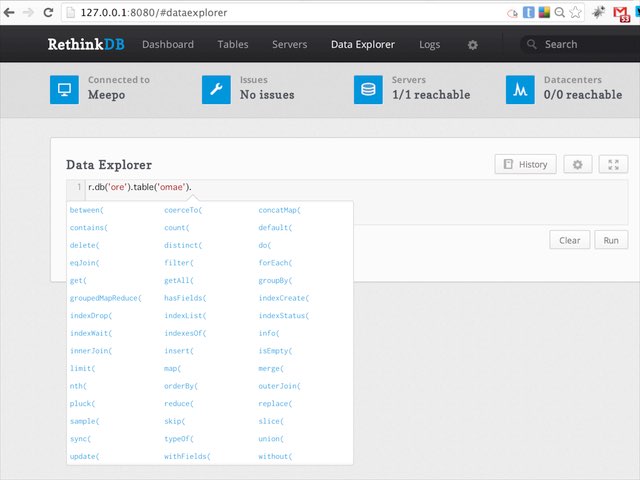 127.0.0.1:8080/#dataexplorer
53
RethinkDB Dashboard Tables Servers Data Explorer Logs Search
Connected to Issues Servers Datacenters
Meepo No issues 1/1 reachable 0/0 reachable
Data Explorer History
1 r.db('ore').table('omae').
between( coerceTo( concatMap(
contains( count( default(
delete( distinct( do(
Clear Run
eqJoin( filter( forEach(
get( getAll( groupBy(
groupedMapReduce( hasFields( indexCreate(
indexDrop( indexList( indexStatus(
indexWait( indexesOf( info(
innerJoin( insert( isEmpty(
limit( map( merge(
nth( orderBy( outerJoin(
pluck( reduce( replace(
sample( skip( slice(
sync( typeOf( union(
update( withFields( without(